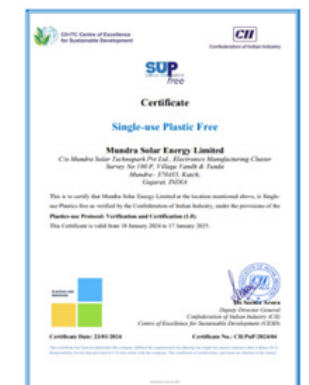 CII-ITC Centre of Excellence
for Sustainable Development
CII
Confederation of Indian Industry
SUP
free
Certificate
Single-use Plastic Free
Mundra Solar Energy Limited
C/o Mundra Solar Technopark Pvt Ltd., Electronics Manufacturing Cluster
Survey No 180-P, Village Vandh & Tunda
Mundra - 370435, Kutch,
Gujarat, INDIA
This is to certify that Mundra Solar Energy Limited at the location mentioned above, is Single-
use Plastics free as verified by the Confederation of Indian Industry, under the provisions of the
Plastics-use Protocol: Verification and Certification (1.0).
This Certificate is valid from 18 January 2024 to 17 January 2025.
Deputy Director General
Confederation of Indian Industry (CII)
Centre of Excellence for Sustainable Development (CESD)
Certificate Date: 23/01/2024
Certificate No.: CII/PuP/2024/04